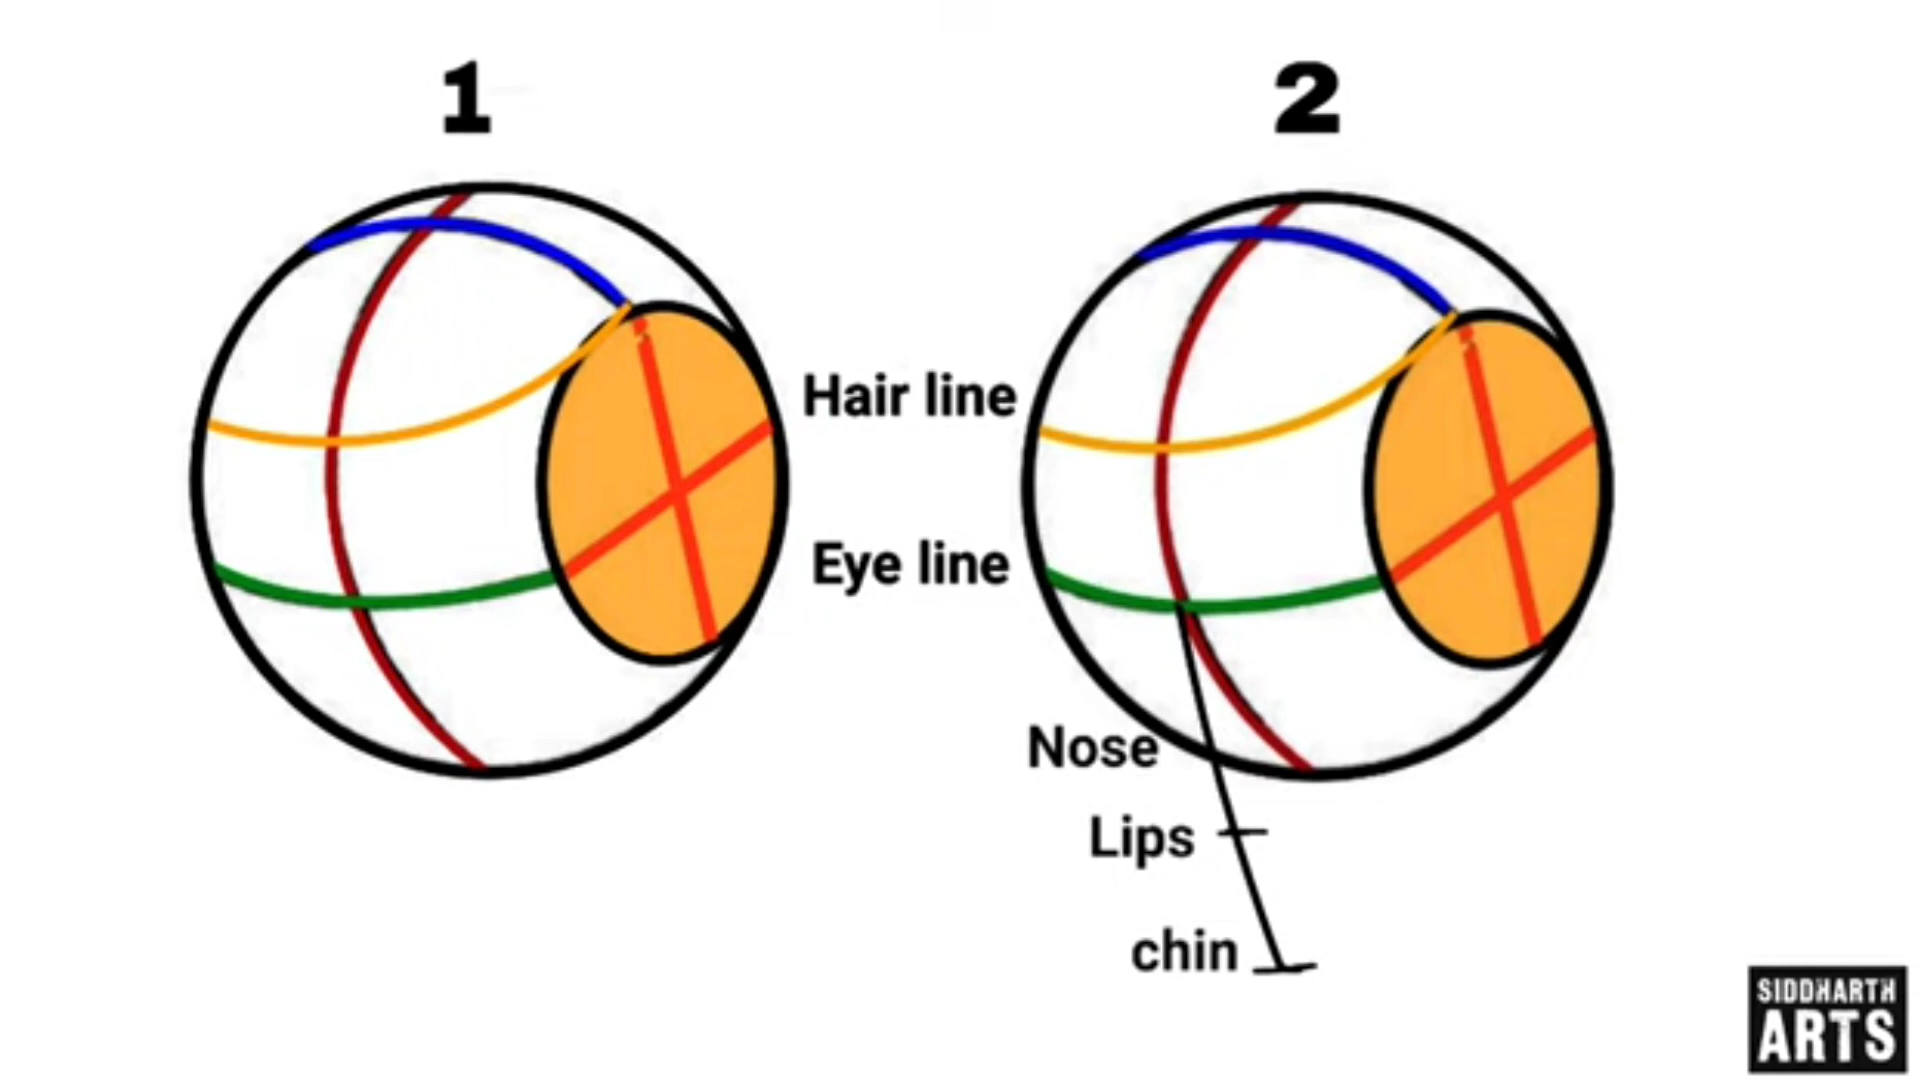 1
2
Hair line
Eye line
Nose
Lips
chin
SIDDHARTH
ARTS